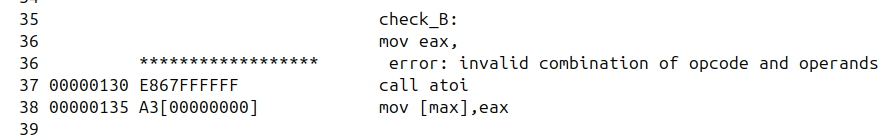 35 check_B:
36 mov eax,
36 ****************** error: invalid combination of opcode and operands
37 00000130 E867FFFFFF call atoi
38 00000135 A3[00000000] mov [max],eax
39